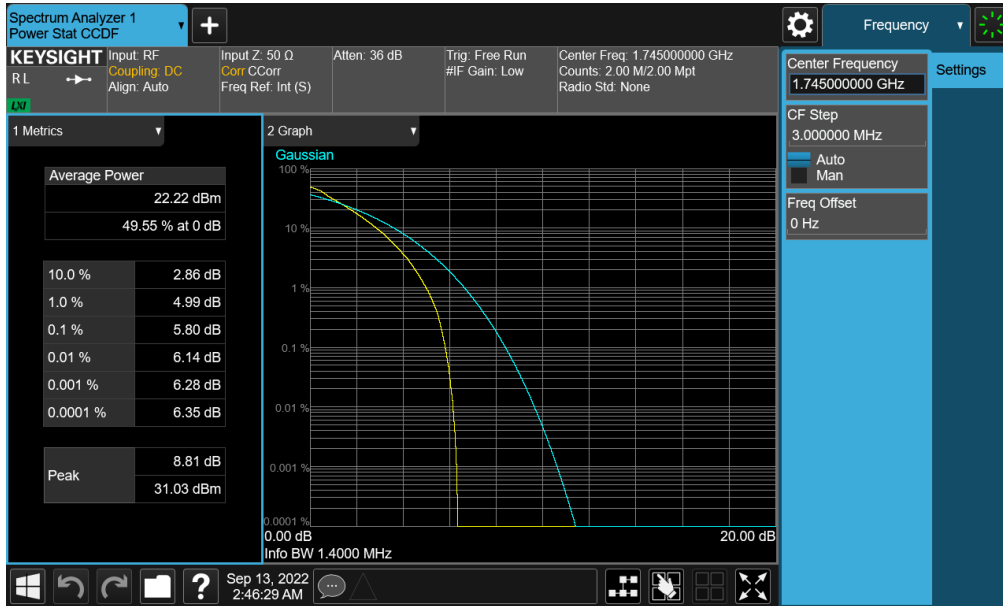 Spectrum Analyzer 1
Power Stat CCDF
+
Frequency
KEYSIGHT
R L
LXI
Input: RF
Coupling: DC
Align: Auto
Input Z: 50 Ω
Corr CCorr
Freq Ref: Int (S)
Atten: 36 dB
Trig: Free Run
#IF Gain: Low
Center Freq: 1.745000000 GHz
Counts: 2.00 M/2.00 Mpt
Radio Std: None
Center Frequency
1.745000000 GHz
Settings
CF Step
3.000000 MHz
Auto
Man
Freq Offset
0 Hz
1 Metrics
Average Power
22.22 dBm
49.55 % at 0 dB
10.0 % 2.86 dB
1.0 % 4.99 dB
0.1 % 5.80 dB
0.01 % 6.14 dB
0.001 % 6.28 dB
0.0001 % 6.35 dB
Peak
8.81 dB
31.03 dBm
2 Graph
Gaussian
100 %
10 %
1 %
0.1 %
0.01 %
0.001 %
0.0001 %
0.00 dB
20.00 dB
Info BW 1.4000 MHz
?
Sep 13, 2022
2:46:29 AM